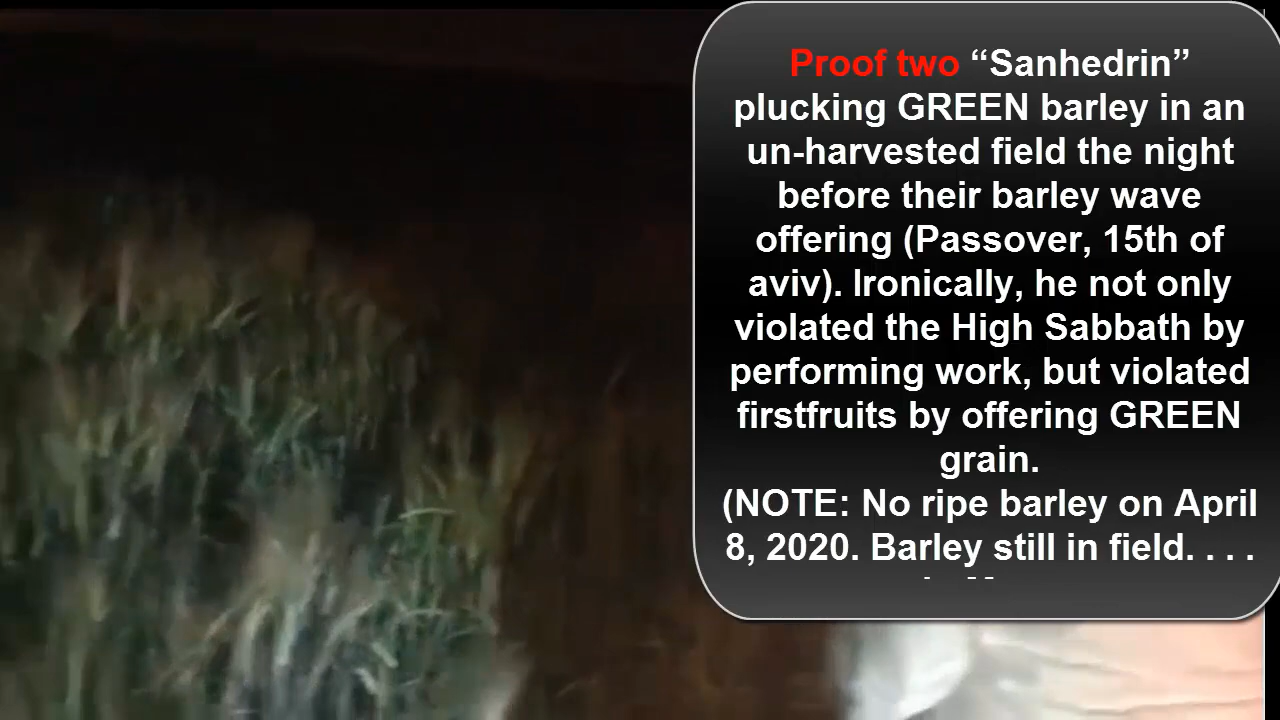 Proof two “Sanhedrin”
plucking GREEN barley in an
un-harvested field the night
before their barley wave
offering (Passover, 15th of
aviv). Ironically, he not only
violated the High Sabbath by
performing work, but violated
firstfruits by offering GREEN
grain.
(NOTE: No ripe barley on April
8, 2020. Barley still in field. . . .